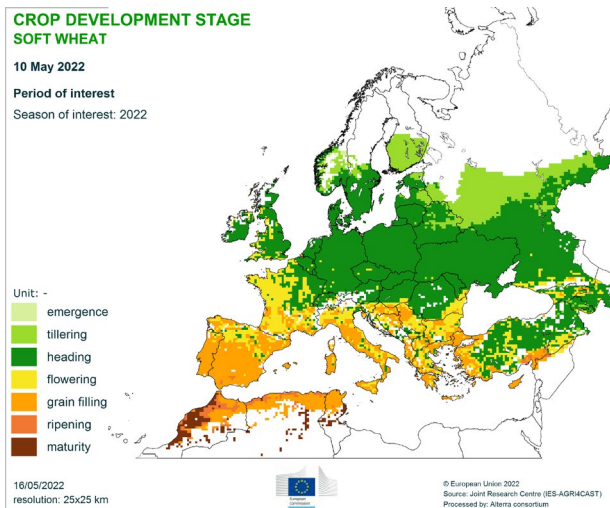 CROP DEVELOPMENT STAGE
SOFT WHEAT
10 May 2022
Period of interest
Season of interest: 2022
Unit: -
emergence
tillering
heading
flowering
grain filling
ripening
maturity
16/05/2022
resolution: 25x25 km
European
Commission
© European Union 2022
Source: Joint Research Centre (IES-AGRI4CAST)
Processed by: Alterra consortium